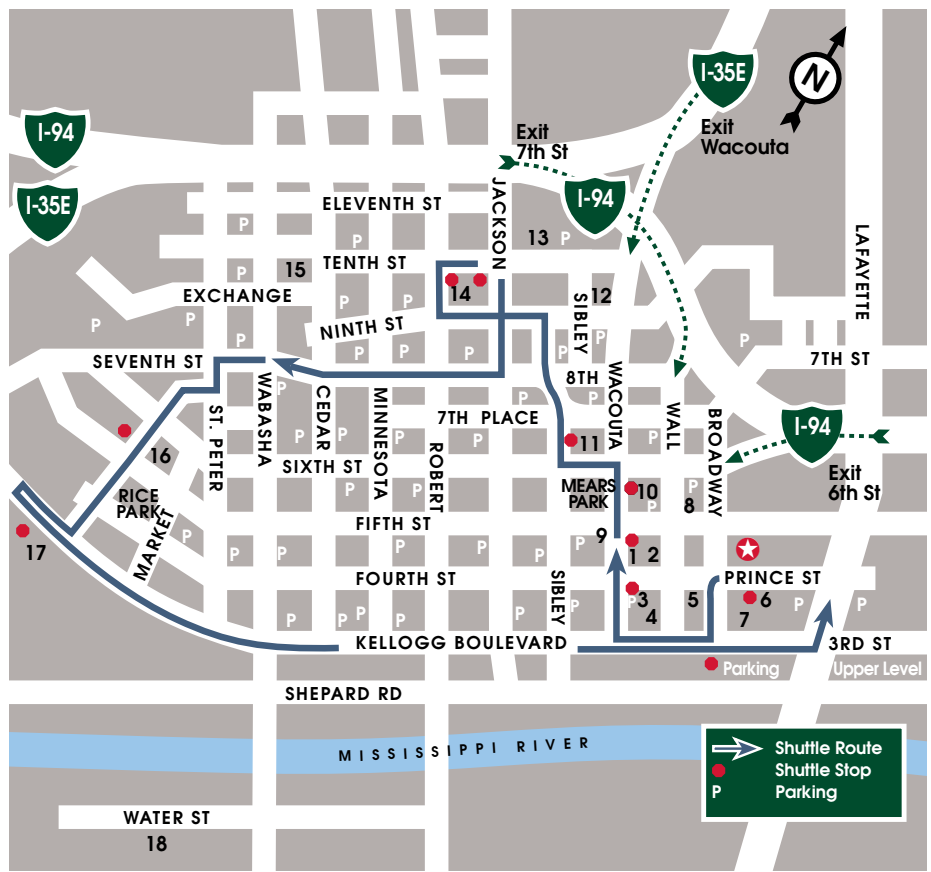 I-35E
N
I-94
Exit
7th St
Exit
Wacouta
I-35E
I-94
JACKSON
ELEVENTH ST
P
P
13
P
LAFAYETTE
TENTH ST
15
P
EXCHANGE
14
SIBLEY
12
P
P
P
P
NINTH ST
P
P
P
P
P
P
P
SEVENTH ST
7TH ST
WACOUTA
8TH
WABASHA
P
CEDAR
MINNESOTA
P
7TH PLACE
WALL
BROADWAY
ST. PETER
P
P
P
11
P
I-94
16
SIXTH ST
ROBERT
Exit
6th St
RICE
PARK
P
P
MEARS
PARK
10
P
P
8
FIFTH ST
MARKET
P
9
17
P
P
P
P
P
1
2
FOURTH ST
SIBLEY
PRINCE ST
3
P
4
5
6
7
P
P
P
P
P
P
P
P
KELLOGG BOULEVARD
3RD ST
Parking
Upper Level
SHEPARD RD
MISSISSIPPI RIVER
Shuttle Route
Shuttle Stop
P Parking
WATER ST
18